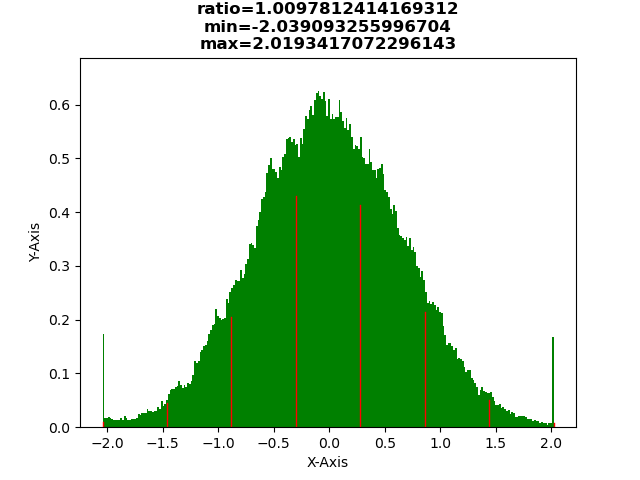 ratio=1.0097812414169312
min=-2.039093255996704
max=2.0193417072296143
Y-Axis
0.6
0.5
0.4
0.3
0.2
0.1
0.0
−2.0 −1.5 −1.0 −0.5 0.0 0.5 1.0 1.5 2.0
X-Axis